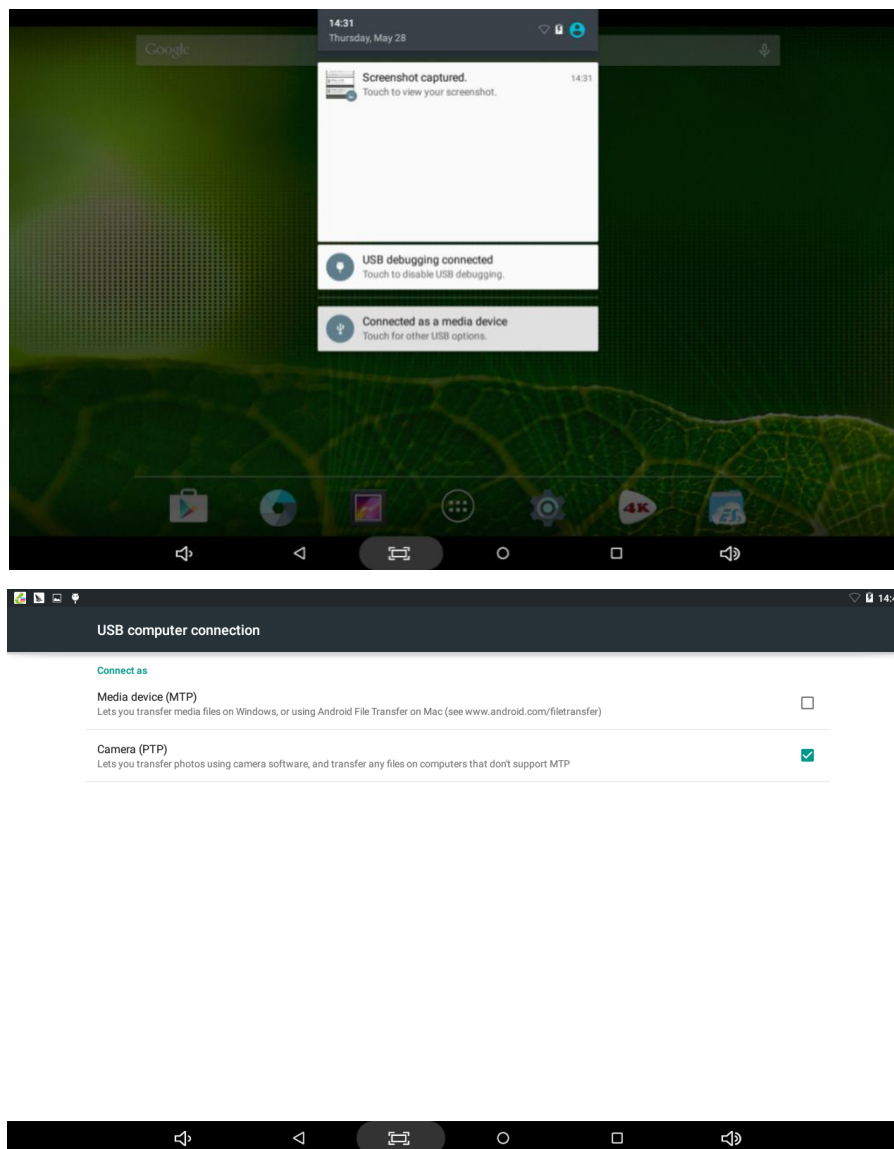 14:31
Thursday, May 28
Google
Screenshot captured.
14:31
Touch to view your screenshot.
USB debugging connected
Touch to disable USB debugging.
Connected as a media device
Touch for other USB options.
4K
USB computer connection
Connect as
Media device (MTP)
Lets you transfer media files on Windows, or using Android File Transfer on Mac (see www.android.com/filetransfer)
Camera (PTP)
Lets you transfer photos using camera software, and transfer any files on computers that don't support MTP